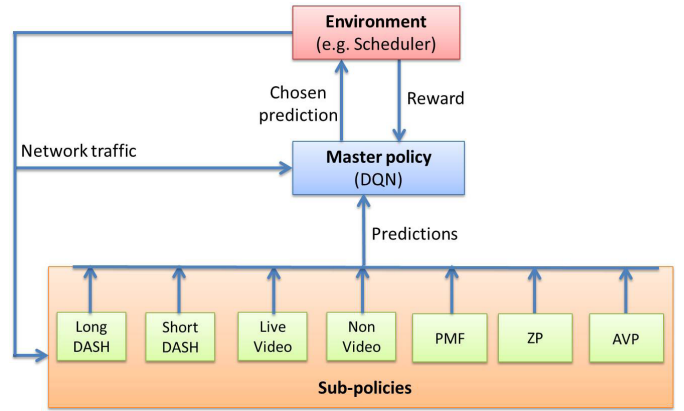 Environment
(e.g. Scheduler)
Chosen
prediction
Reward
Network traffic
Master policy
(DQN)
Predictions
Long
DASH
Short
DASH
Live
Video
Non
Video
PMF
ZP
AVP
Sub-policies